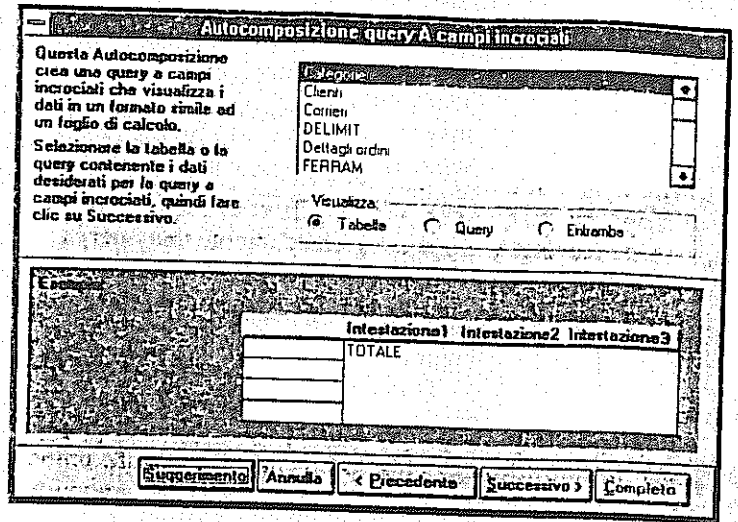 Autocomposizione query A campi incrociati
Questa Autocomposizione
crea una query a campi
incrociati che visualizza i
dati in un formato simile ad
un foglio di calcolo.
Selezionare la tabella o la
query contenente i dati
desiderati per la query a
campi incrociati, quindi fare
clic su Successivo.
Categorie
Clienti
Corrieri
DELIMIT
Dettagli ordini
FERRAM
Visualizza:
Tabella Query Entrambe
Esempio:
Intestazione1 Intestazione2 Intestazione3
TOTALE
Suggerimento Annulla < Precedente Successivo > Completo